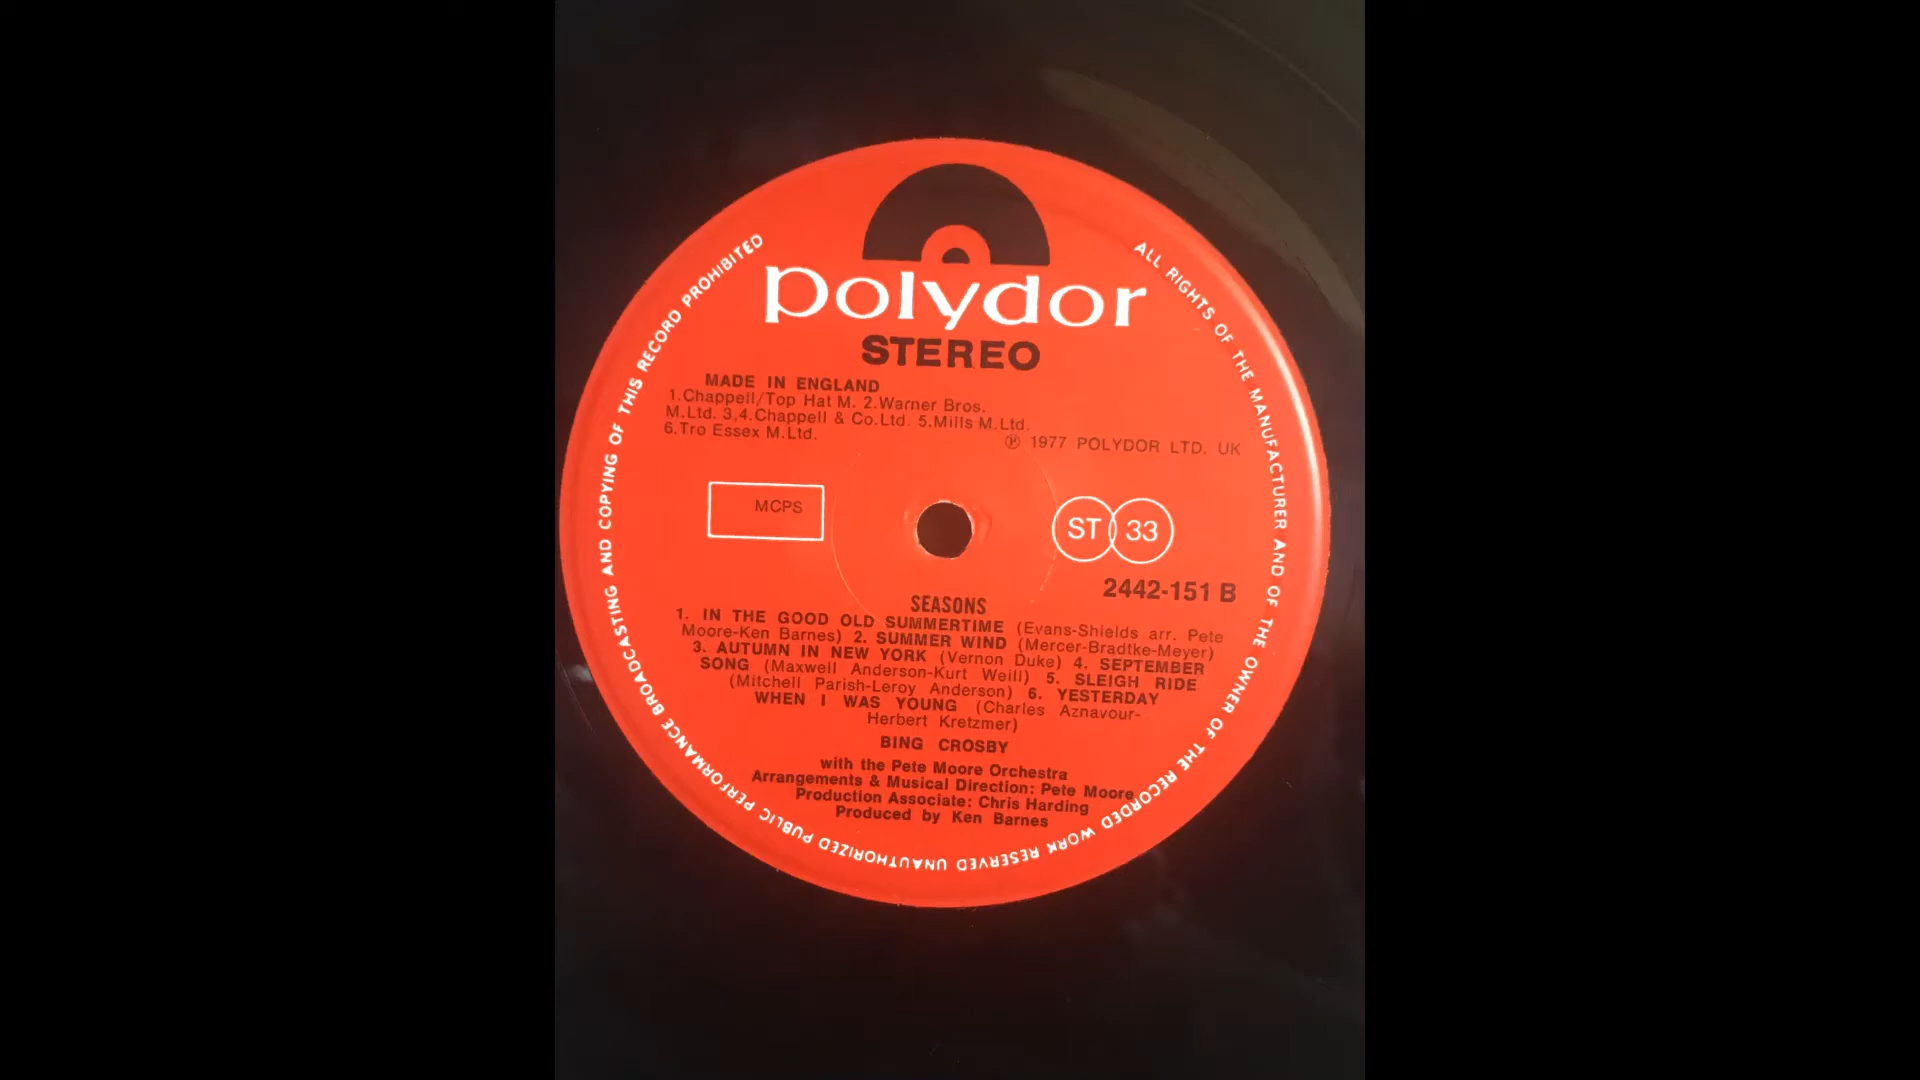 polydor
STEREO
MADE IN ENGLAND
1.Chappell/Top Hat M. 2.Warner Bros.
M.Ltd. 3,4.Chappell & Co.Ltd. 5.Mills M.Ltd.
6.Tro Essex M.Ltd.
℗ 1977 POLYDOR LTD. UK
MCPS
ST 33
2442-151 B
SEASONS
1. IN THE GOOD OLD SUMMERTIME (Evans-Shields arr. Pete
Moore-Ken Barnes) 2. SUMMER WIND (Mercer-Bradtke-Meyer)
3. AUTUMN IN NEW YORK (Vernon Duke) 4. SEPTEMBER
SONG (Maxwell Anderson-Kurt Weill) 5. SLEIGH RIDE
(Mitchell Parish-Leroy Anderson) 6. YESTERDAY
WHEN I WAS YOUNG (Charles Aznavour-
Herbert Kretzmer)
BING CROSBY
with the Pete Moore Orchestra
Arrangements & Musical Direction: Pete Moore
Production Associate: Chris Harding
Produced by Ken Barnes
ALL RIGHTS OF THE MANUFACTURER AND OF THE OWNER OF THE RECORDED WORK RESERVED UNAUTHORIZED PUBLIC PERFORMANCE BROADCASTING AND COPYING OF THIS RECORD PROHIBITED